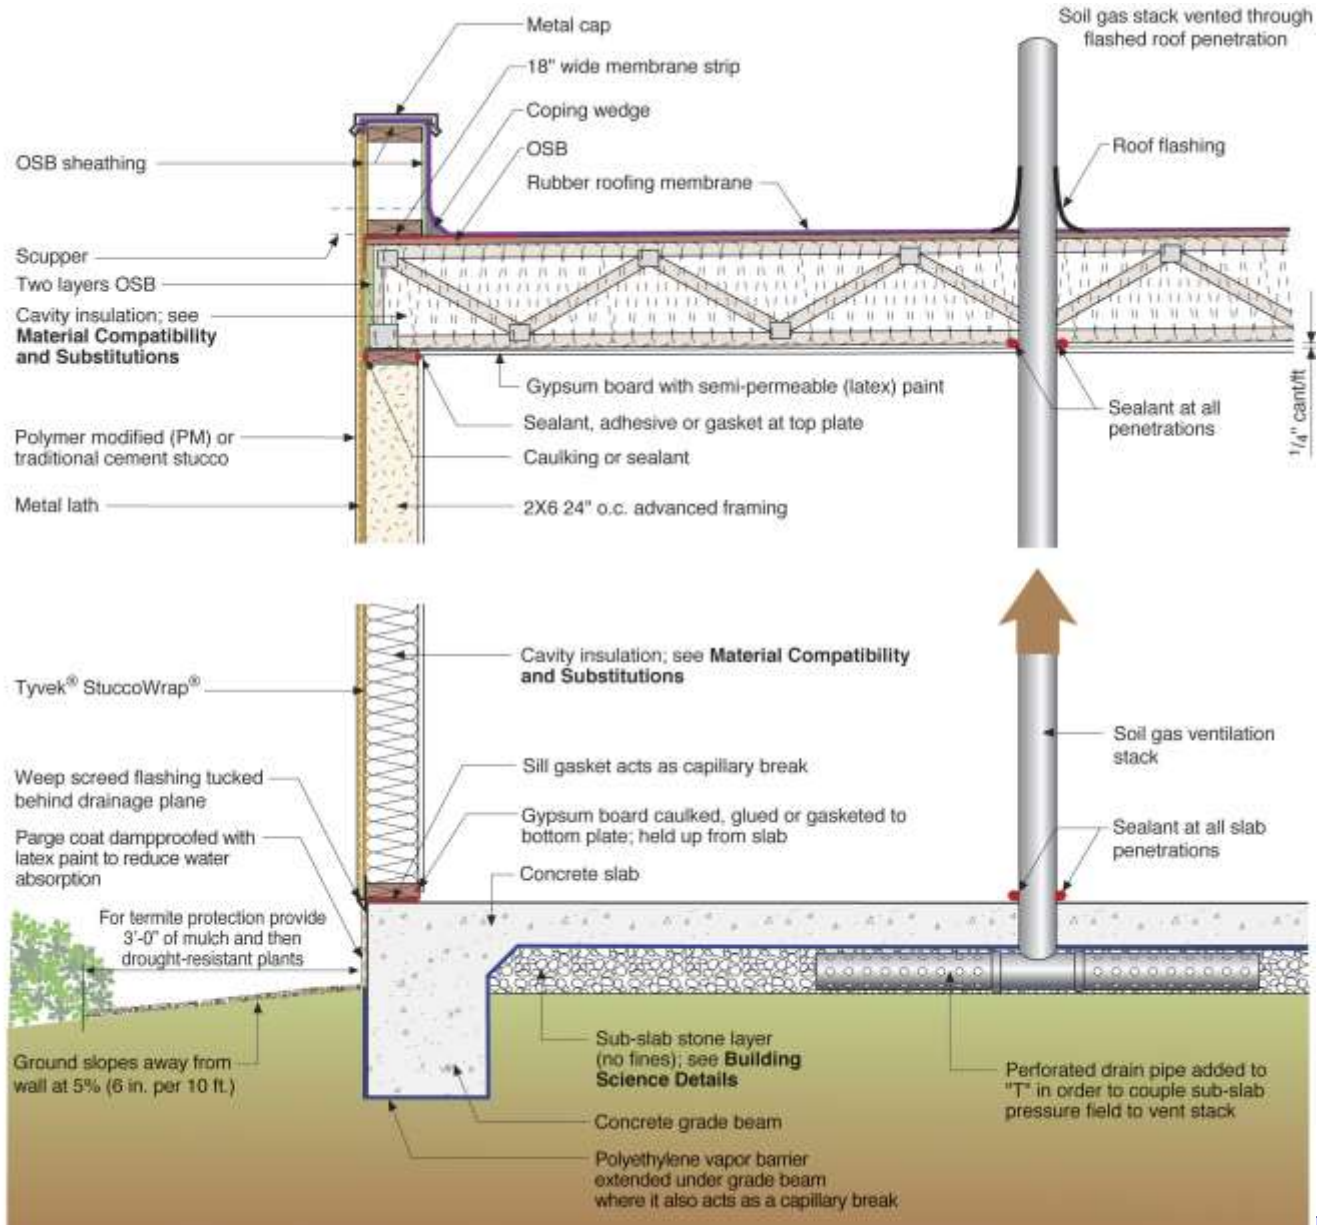 Metal cap
18" wide membrane strip
Coping wedge
OSB
Rubber roofing membrane
Soil gas stack vented through
flashed roof penetration
Roof flashing
OSB sheathing
Scupper
Two layers OSB
Cavity insulation; see
Material Compatibility
and Substitutions
Gypsum board with semi-permeable (latex) paint
Sealant, adhesive or gasket at top plate
Caulking or sealant
2X6 24" o.c. advanced framing
Sealant at all
penetrations
1/4" cant/ft
Polymer modified (PM) or
traditional cement stucco
Metal lath
Cavity insulation; see Material Compatibility
and Substitutions
Tyvek® StuccoWrap®
Soil gas ventilation
stack
Weep screed flashing tucked
behind drainage plane
Sill gasket acts as capillary break
Gypsum board caulked, glued or gasketed to
bottom plate; held up from slab
Sealant at all slab
penetrations
Parge coat dampproofed with
latex paint to reduce water
absorption
Concrete slab
For termite protection provide
3'-0" of mulch and then
drought-resistant plants
Ground slopes away from
wall at 5% (6 in. per 10 ft.)
Sub-slab stone layer
(no fines); see Building
Science Details
Perforated drain pipe added to
"T" in order to couple sub-slab
pressure field to vent stack
Concrete grade beam
Polyethylene vapor barrier
extended under grade beam
where it also acts as a capillary break